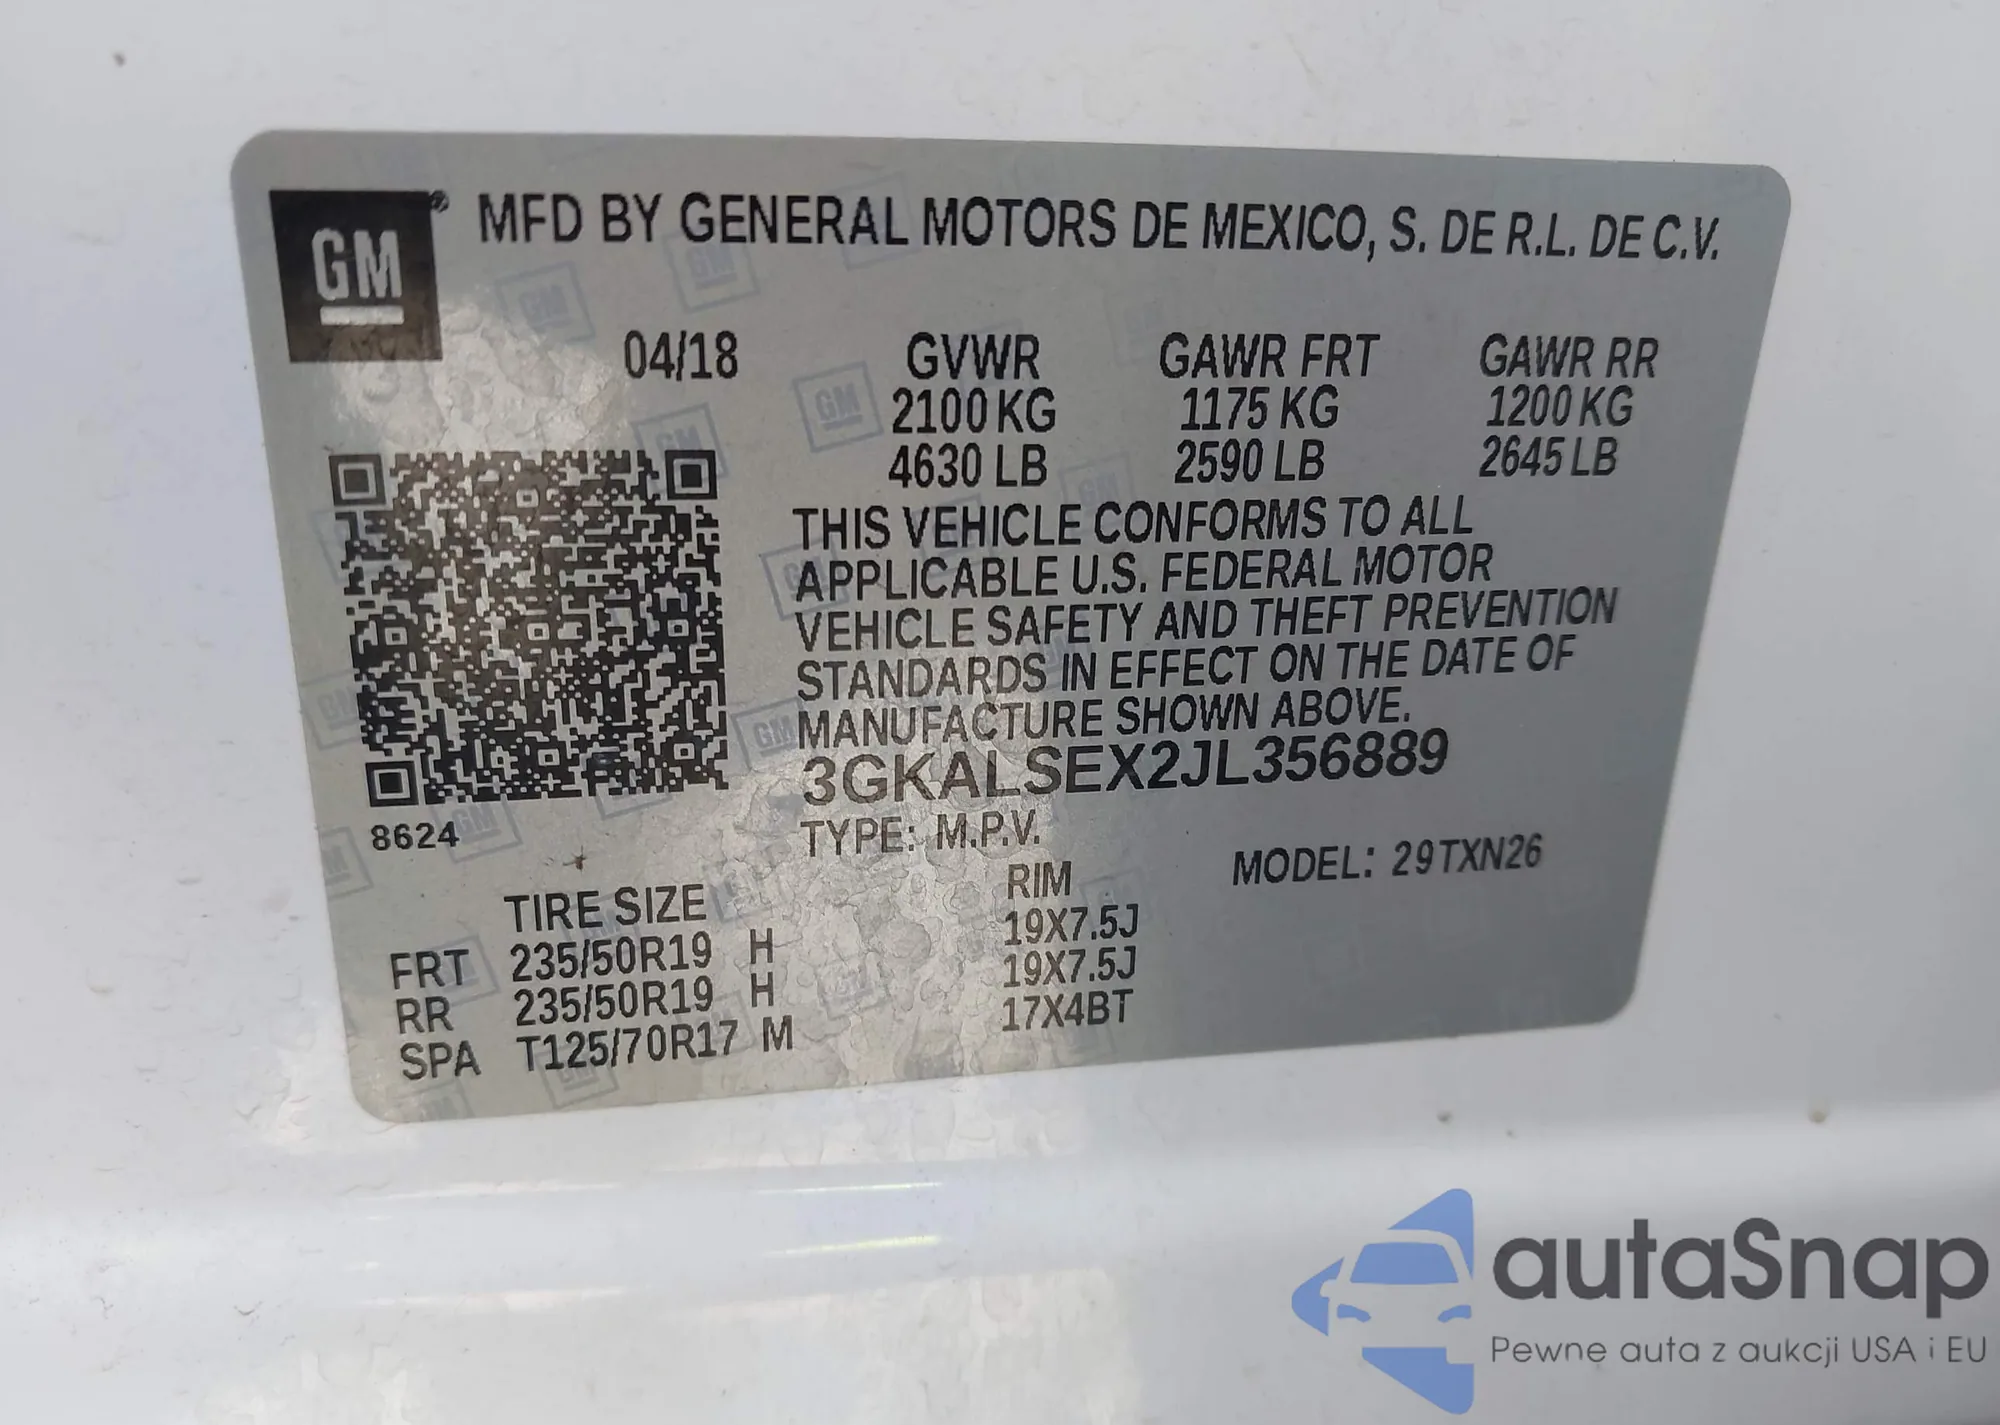 GM ® MFD BY GENERAL MOTORS DE MEXICO, S. DE R.L. DE C.V.
04/18 GVWR GAWR FRT GAWR RR
2100 KG 1175 KG 1200 KG
4630 LB 2590 LB 2645 LB
THIS VEHICLE CONFORMS TO ALL
APPLICABLE U.S. FEDERAL MOTOR
VEHICLE SAFETY AND THEFT PREVENTION
STANDARDS IN EFFECT ON THE DATE OF
MANUFACTURE SHOWN ABOVE.
3GKALSEX2JL356889
8624
TYPE: M.P.V. MODEL: 29TXN26
TIRE SIZE RIM
FRT 235/50R19 H 19X7.5J
RR 235/50R19 H 19X7.5J
SPA T125/70R17 M 17X4BT
autaSnap
Pewne auta z aukcji USA i EU